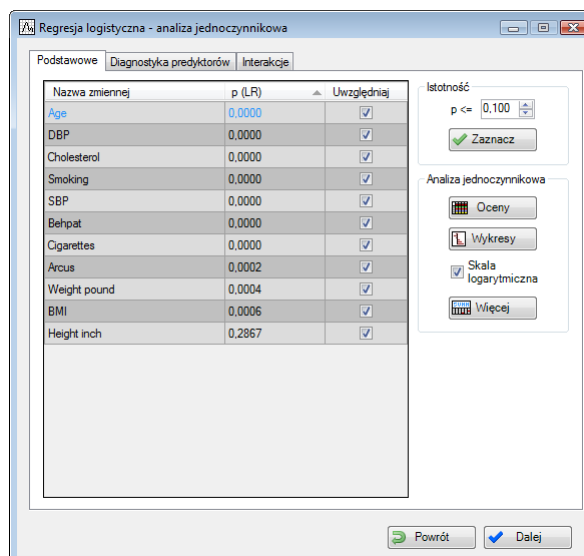 Regresja logistyczna - analiza jednoczynnikowa
Podstawowe Diagnostyka predyktorów Interakcje
Nazwa zmiennej p (LR) Uwzględniaj
Age 0,0000
DBP 0,0000
Cholesterol 0,0000
Smoking 0,0000
SBP 0,0000
Behpat 0,0000
Cigarettes 0,0000
Arcus 0,0002
Weight pound 0,0004
BMI 0,0006
Height inch 0,2867
Istotność
p <= 0,100
Zaznacz
Analiza jednoczynnikowa
Oceny
Wykresy
Skala
logarytmiczna
Więcej
Powrót Dalej